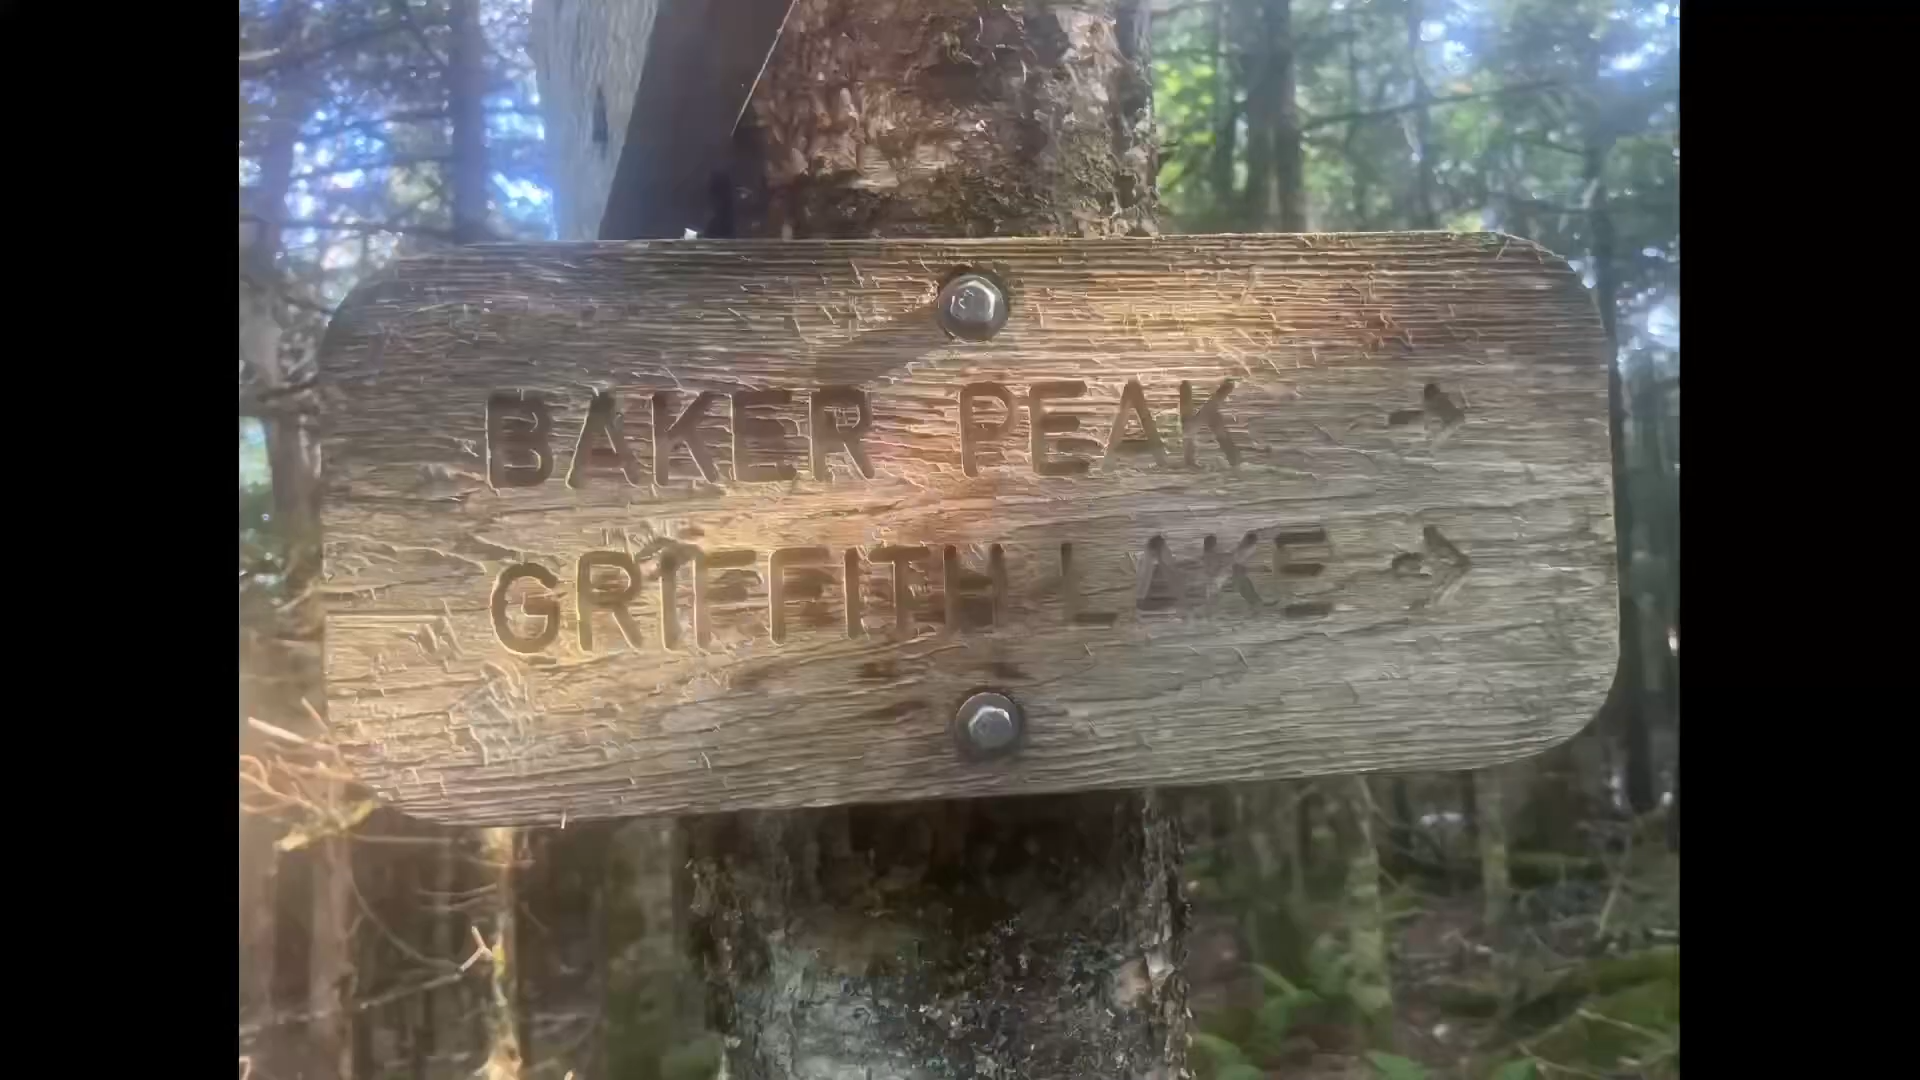 BAKER PEAK →
GRIFFITH LAKE →